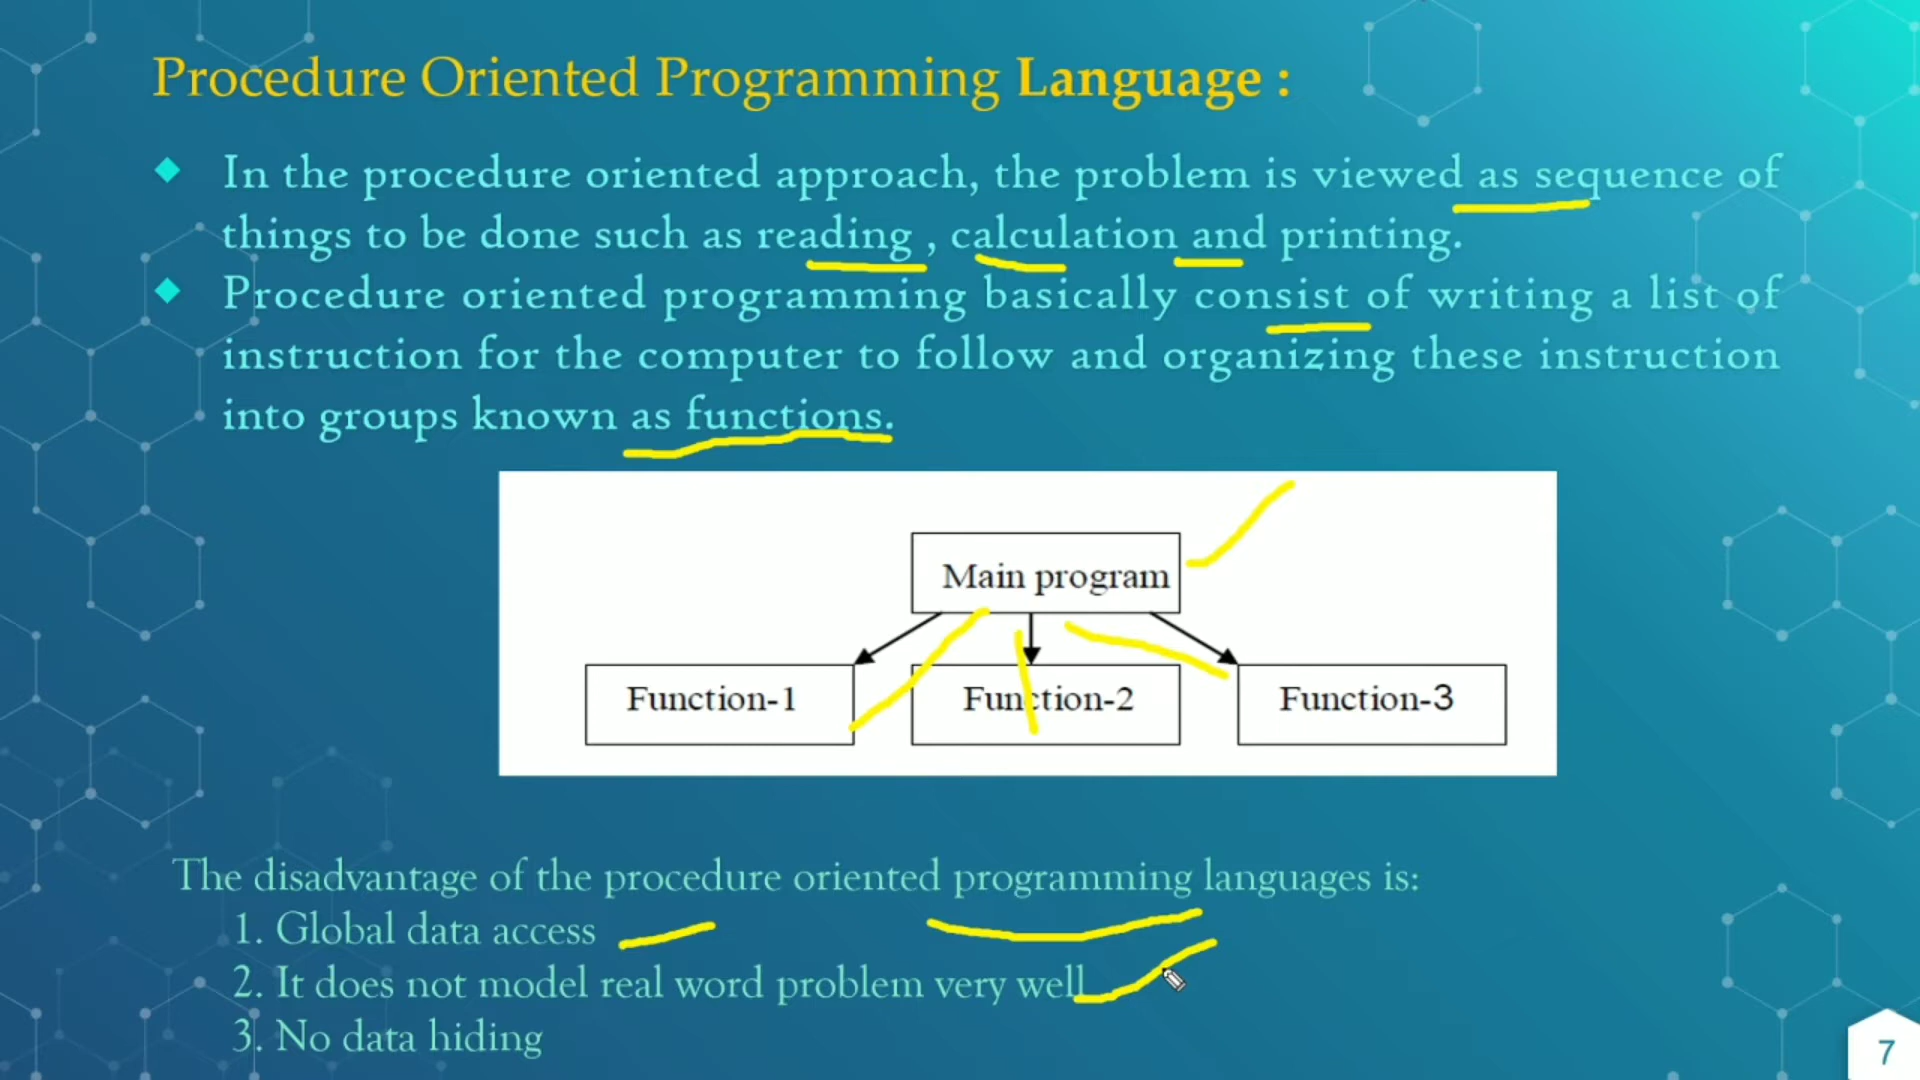 Procedure Oriented Programming Language :
In the procedure oriented approach, the problem is viewed as sequence of
things to be done such as reading , calculation and printing.
Procedure oriented programming basically consist of writing a list of
instruction for the computer to follow and organizing these instruction
into groups known as functions.
Main program
Function-1 Function-2 Function-3
The disadvantage of the procedure oriented programming languages is:
1. Global data access
2. It does not model real word problem very well
3. No data hiding
7